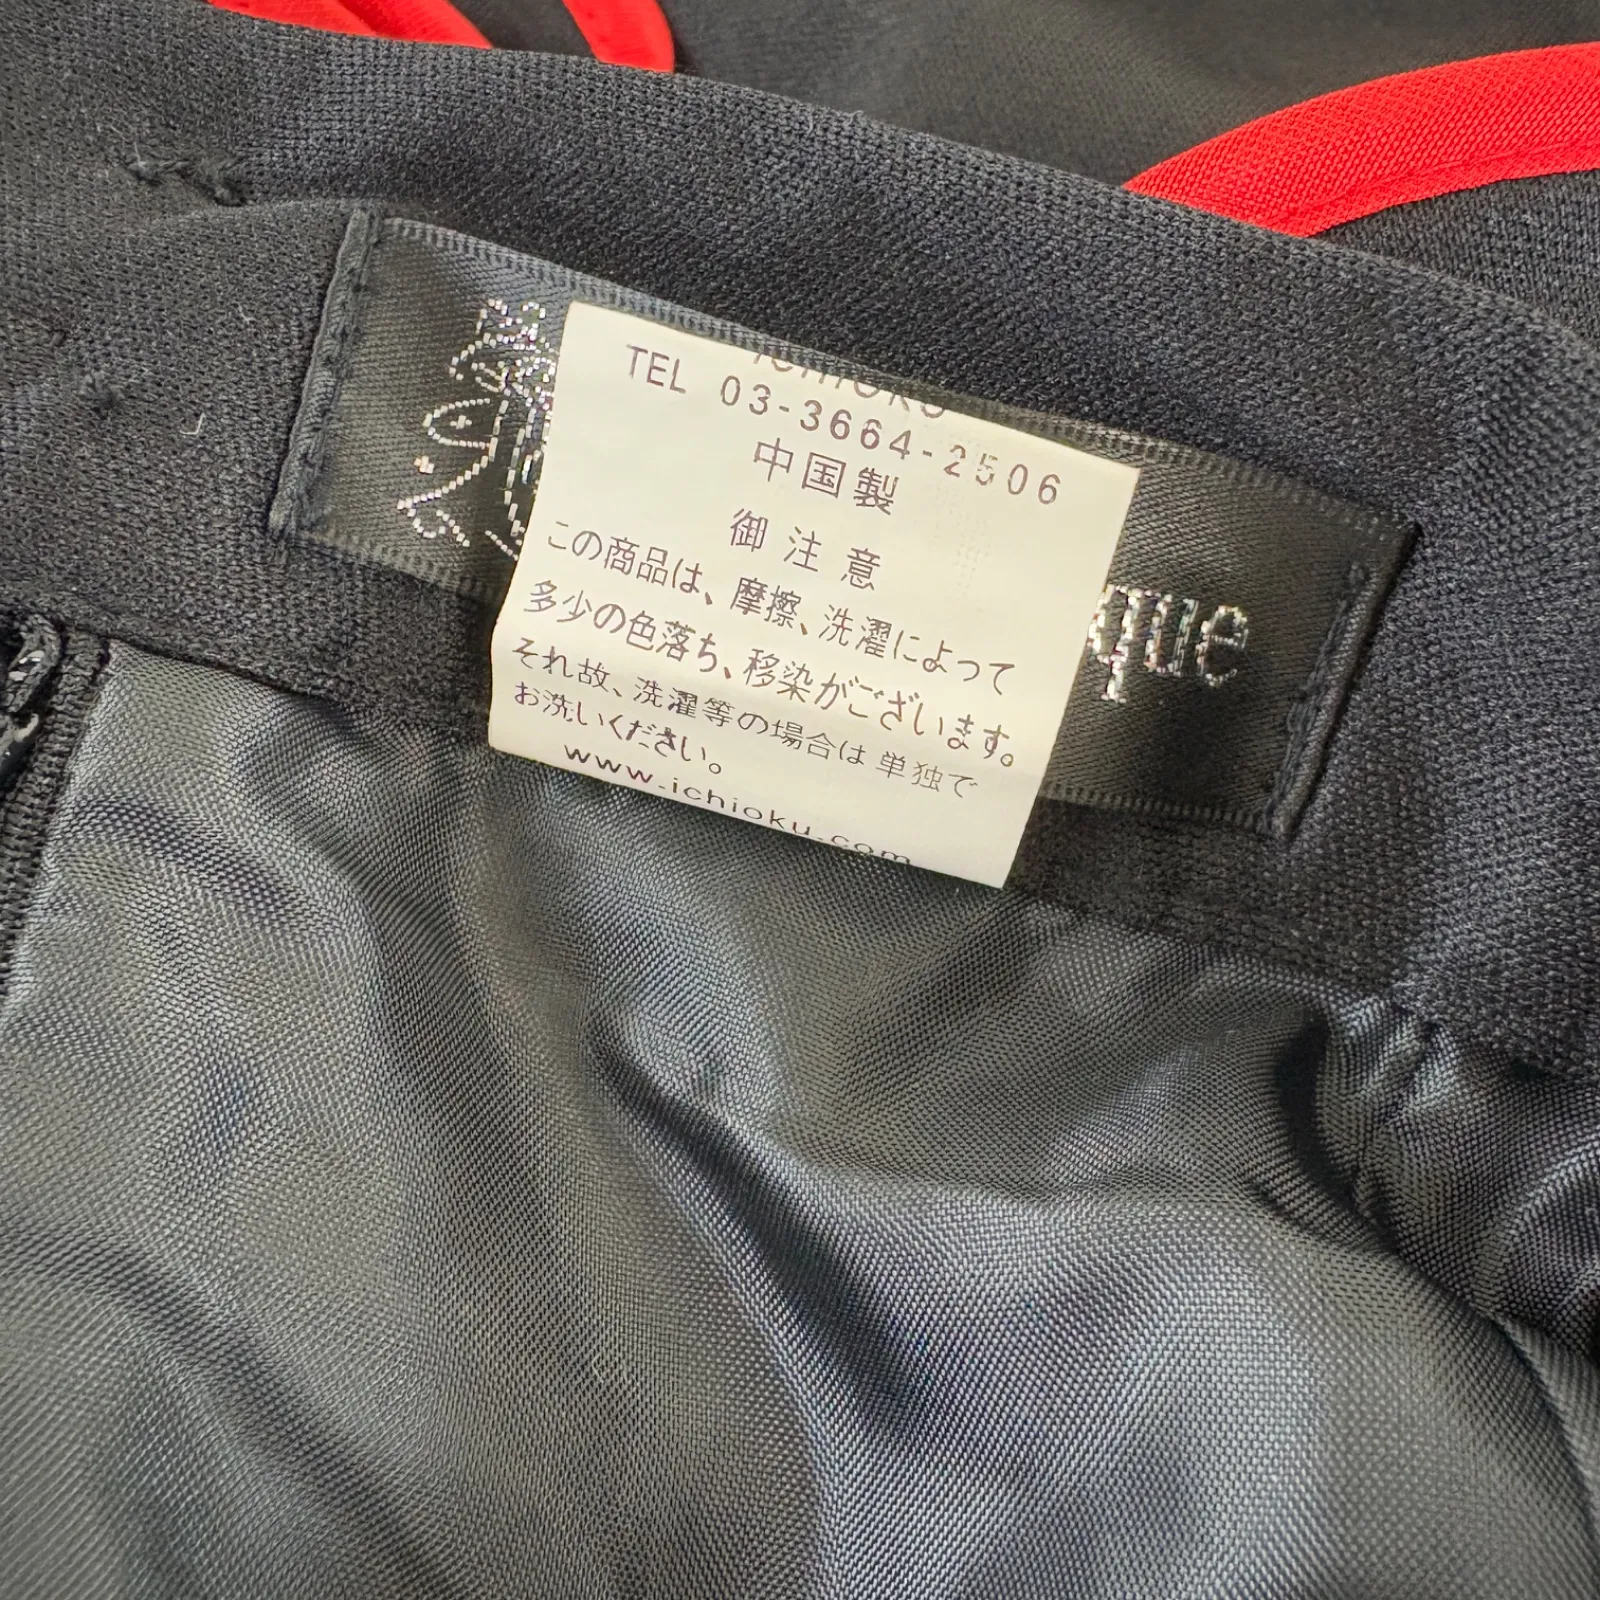 ichioku
TEL 03-3664-2506
中国製
御注意
この商品は、摩擦、洗濯によって
多少の色落ち、移染がございます。
それ故、洗濯等の場合は単独で
お洗いください。
www.ichioku.com
que